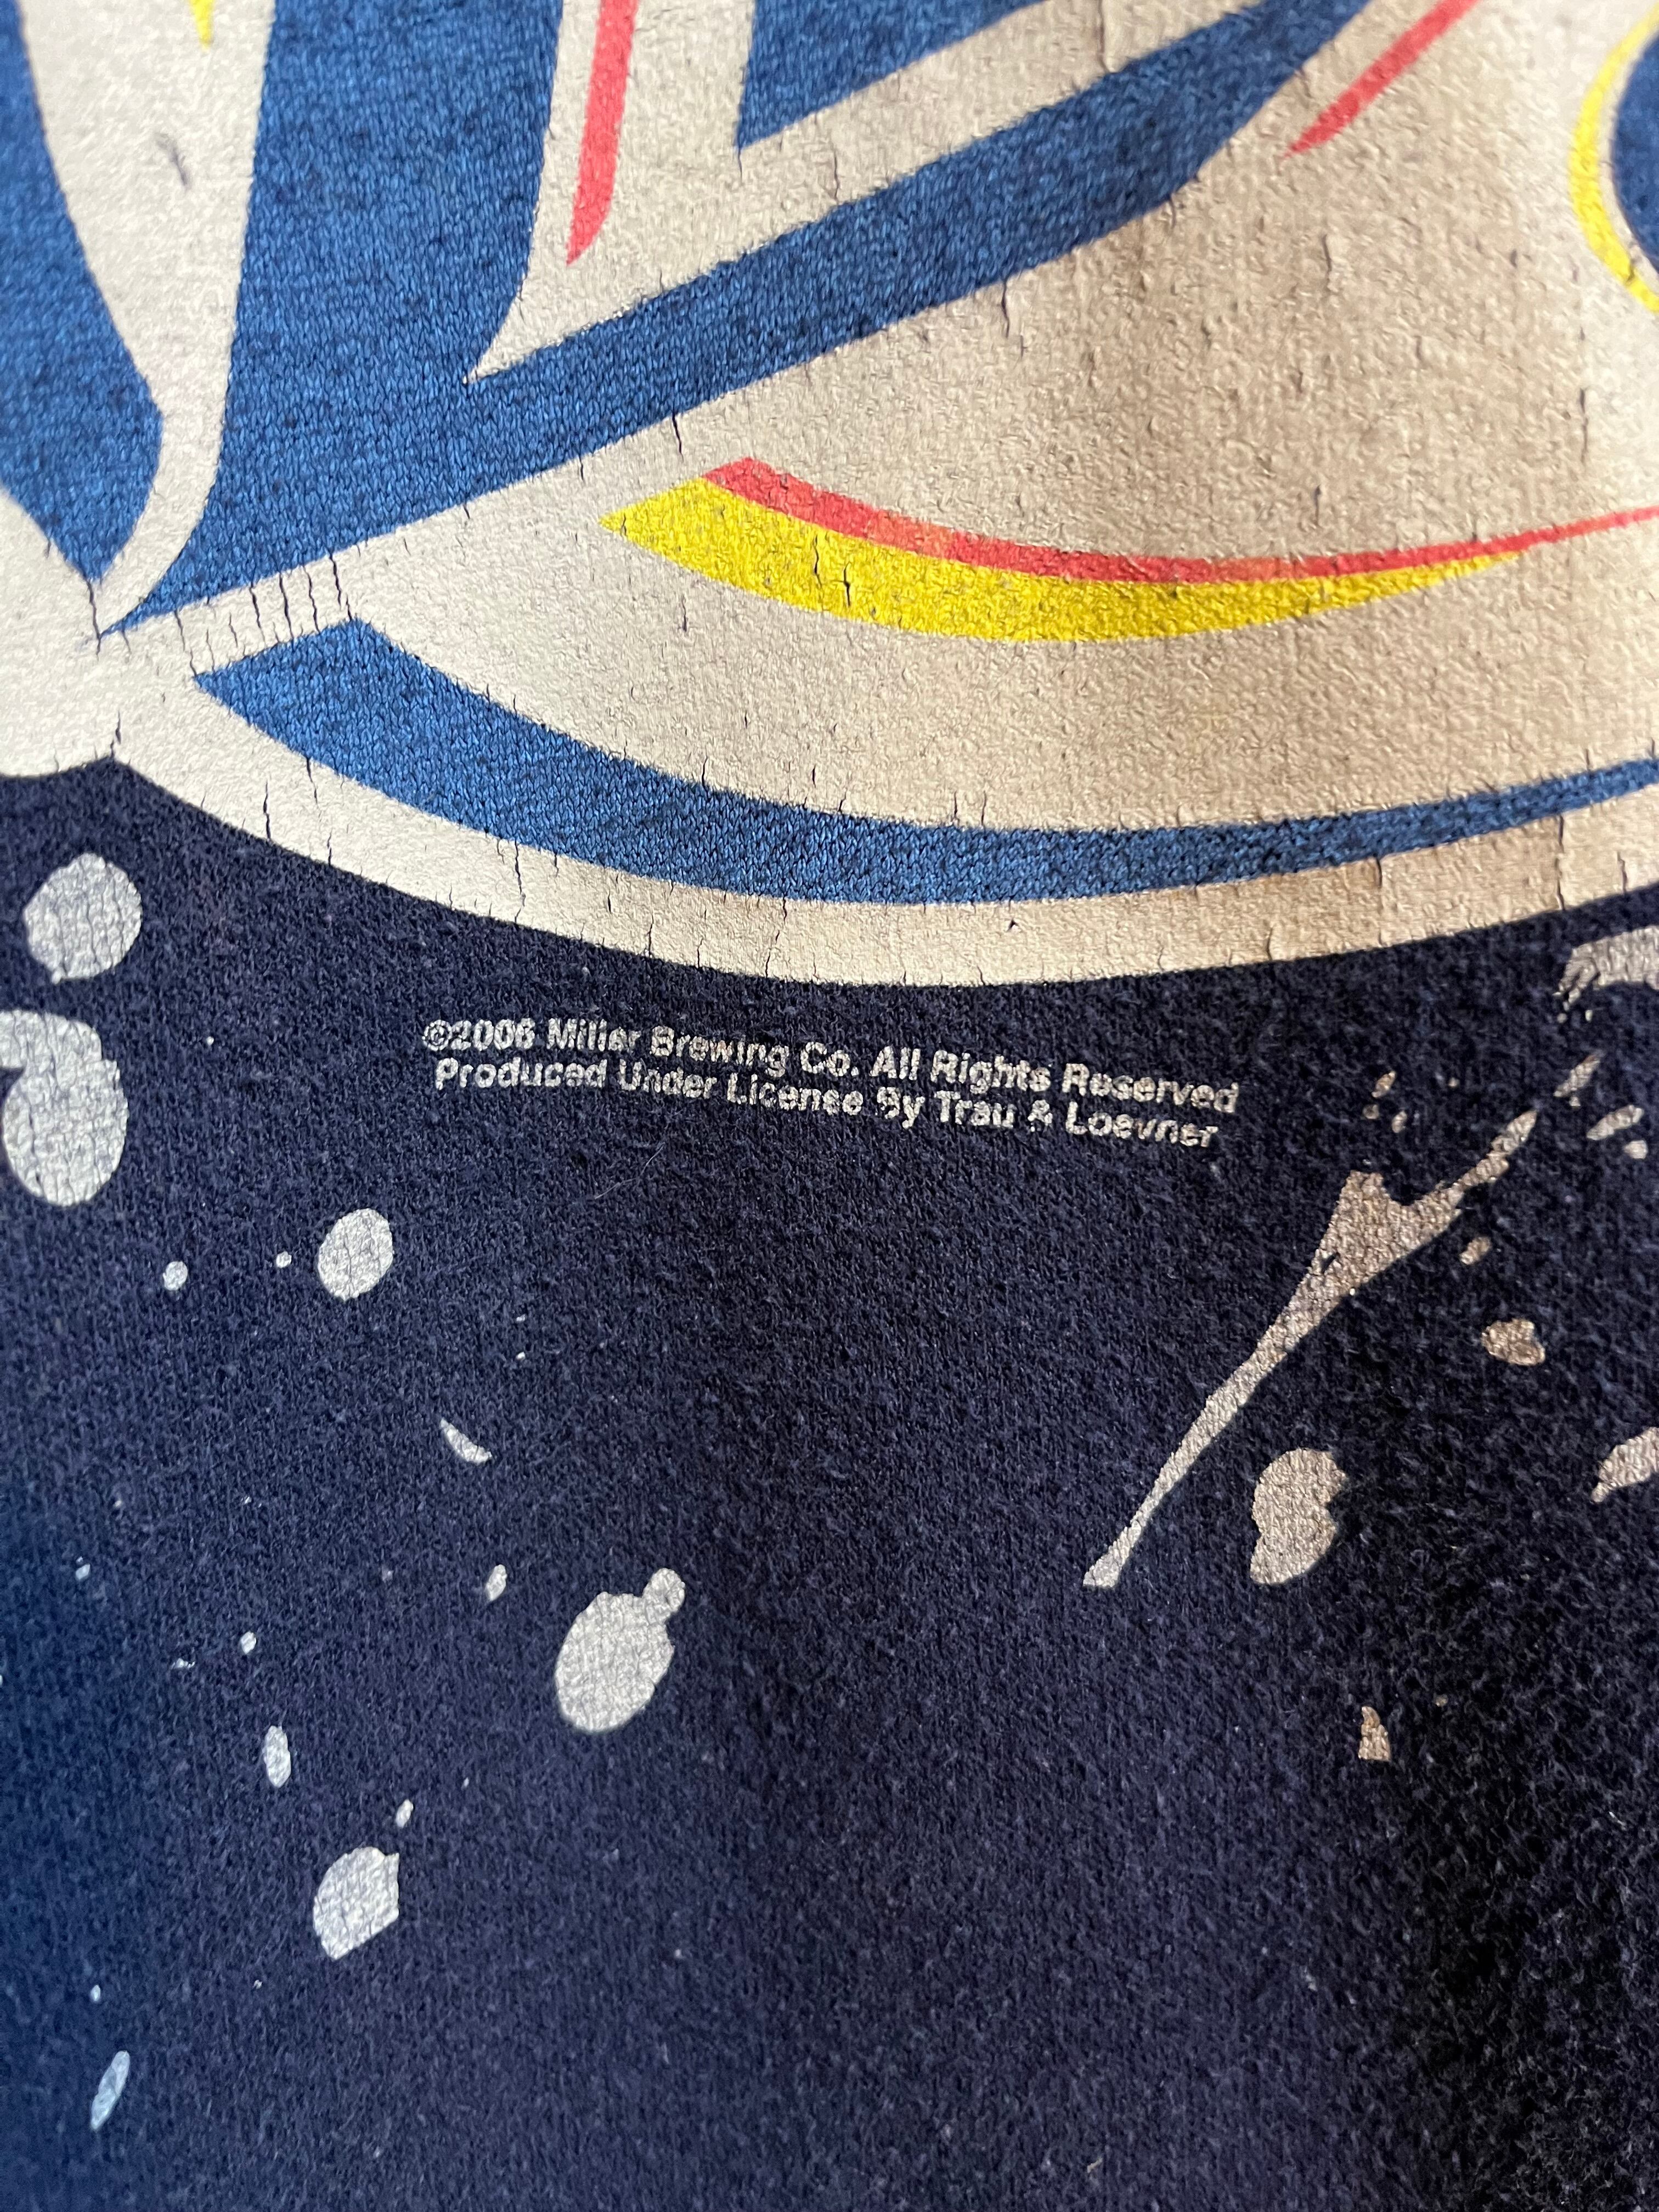 ©2006 Miller Brewing Co. All Rights Reserved
Produced Under License By Trau & Loevner